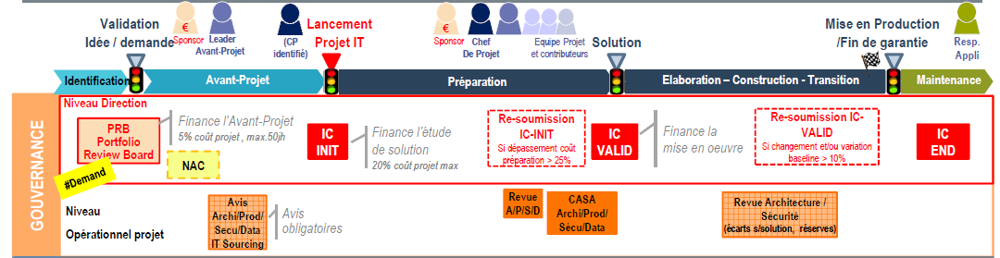 Validation
Idée / demande
€
Sponsor
Leader
Avant-Projet
(CP
identifié)
Lancement
Projet IT
€
Sponsor
Chef
De Projet
Equipe Projet
et contributeurs
Solution
Mise en Production
/Fin de garantie
Resp.
Appli
Identification
Avant-Projet
Préparation
Elaboration – Construction - Transition
Maintenance
GOUVERNANCE
Niveau Direction
PRB
Portfolio
Review Board
#Demand
Finance l'Avant-Projet
5% coût projet , max.50jh
NAC
IC
INIT
Finance l'étude
de solution
20% coût projet max
Re-soumission
IC-INIT
Si dépassement coût
préparation > 25%
IC
VALID
Finance la
mise en oeuvre
Re-soumission IC-
VALID
Si changement et/ou variation
baseline > 10%
IC
END
Niveau
Opérationnel projet
Avis
Archi/Prod/
Secu/Data
IT Sourcing
Avis
obligatoires
Revue
A/P/S/D
CASA
Archi/Prod/
Sécu/Data
Revue Architecture /
Sécurité
(écarts s/solution, réserves)